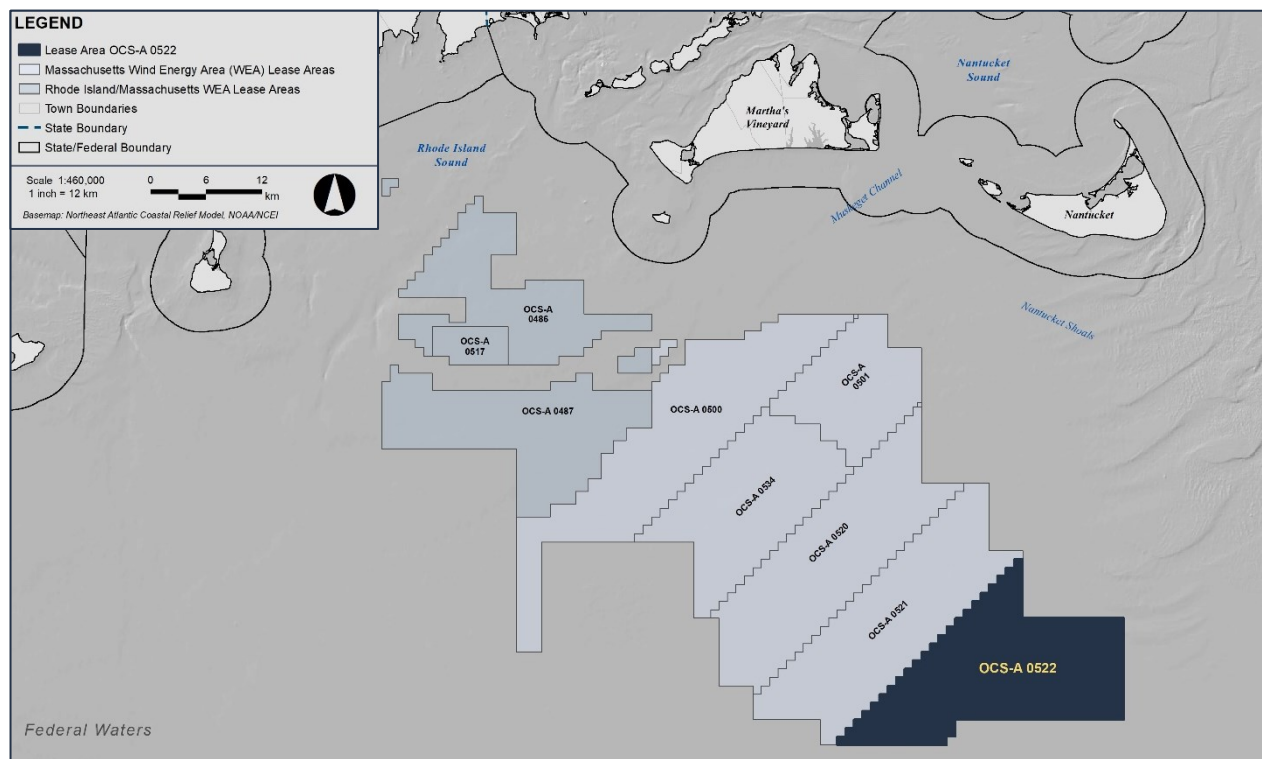 LEGEND
Lease Area OCS-A 0522
Massachusetts Wind Energy Area (WEA) Lease Areas
Rhode Island/Massachusetts WEA Lease Areas
Town Boundaries
State Boundary
State/Federal Boundary
Scale 1:460,000
1 inch = 12 km
0 6 12
km
Basemap: Northeast Atlantic Coastal Relief Model, NOAA/NCEI
Nantucket
Sound
Martha's
Vineyard
Rhode Island
Sound
Muskeget Channel
Nantucket
Nantucket Shoals
OCS-A
0486
OCS-A
0517
OCS-A
0501
OCS-A 0487
OCS-A 0500
OCS-A 0534
OCS-A 0520
OCS-A 0521
OCS-A 0522
Federal Waters